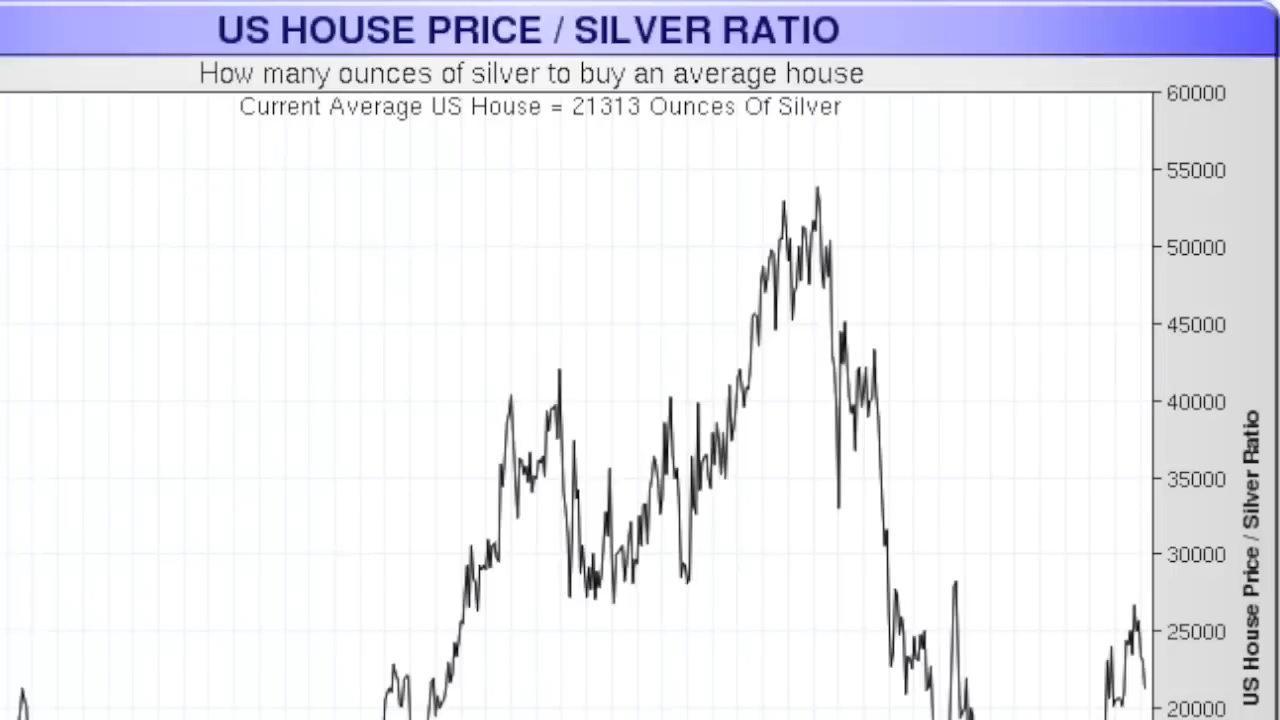 US HOUSE PRICE / SILVER RATIO
How many ounces of silver to buy an average house
Current Average US House = 21313 Ounces Of Silver
60000
55000
50000
45000
40000
35000
30000
25000
20000
US House Price / Silver Ratio